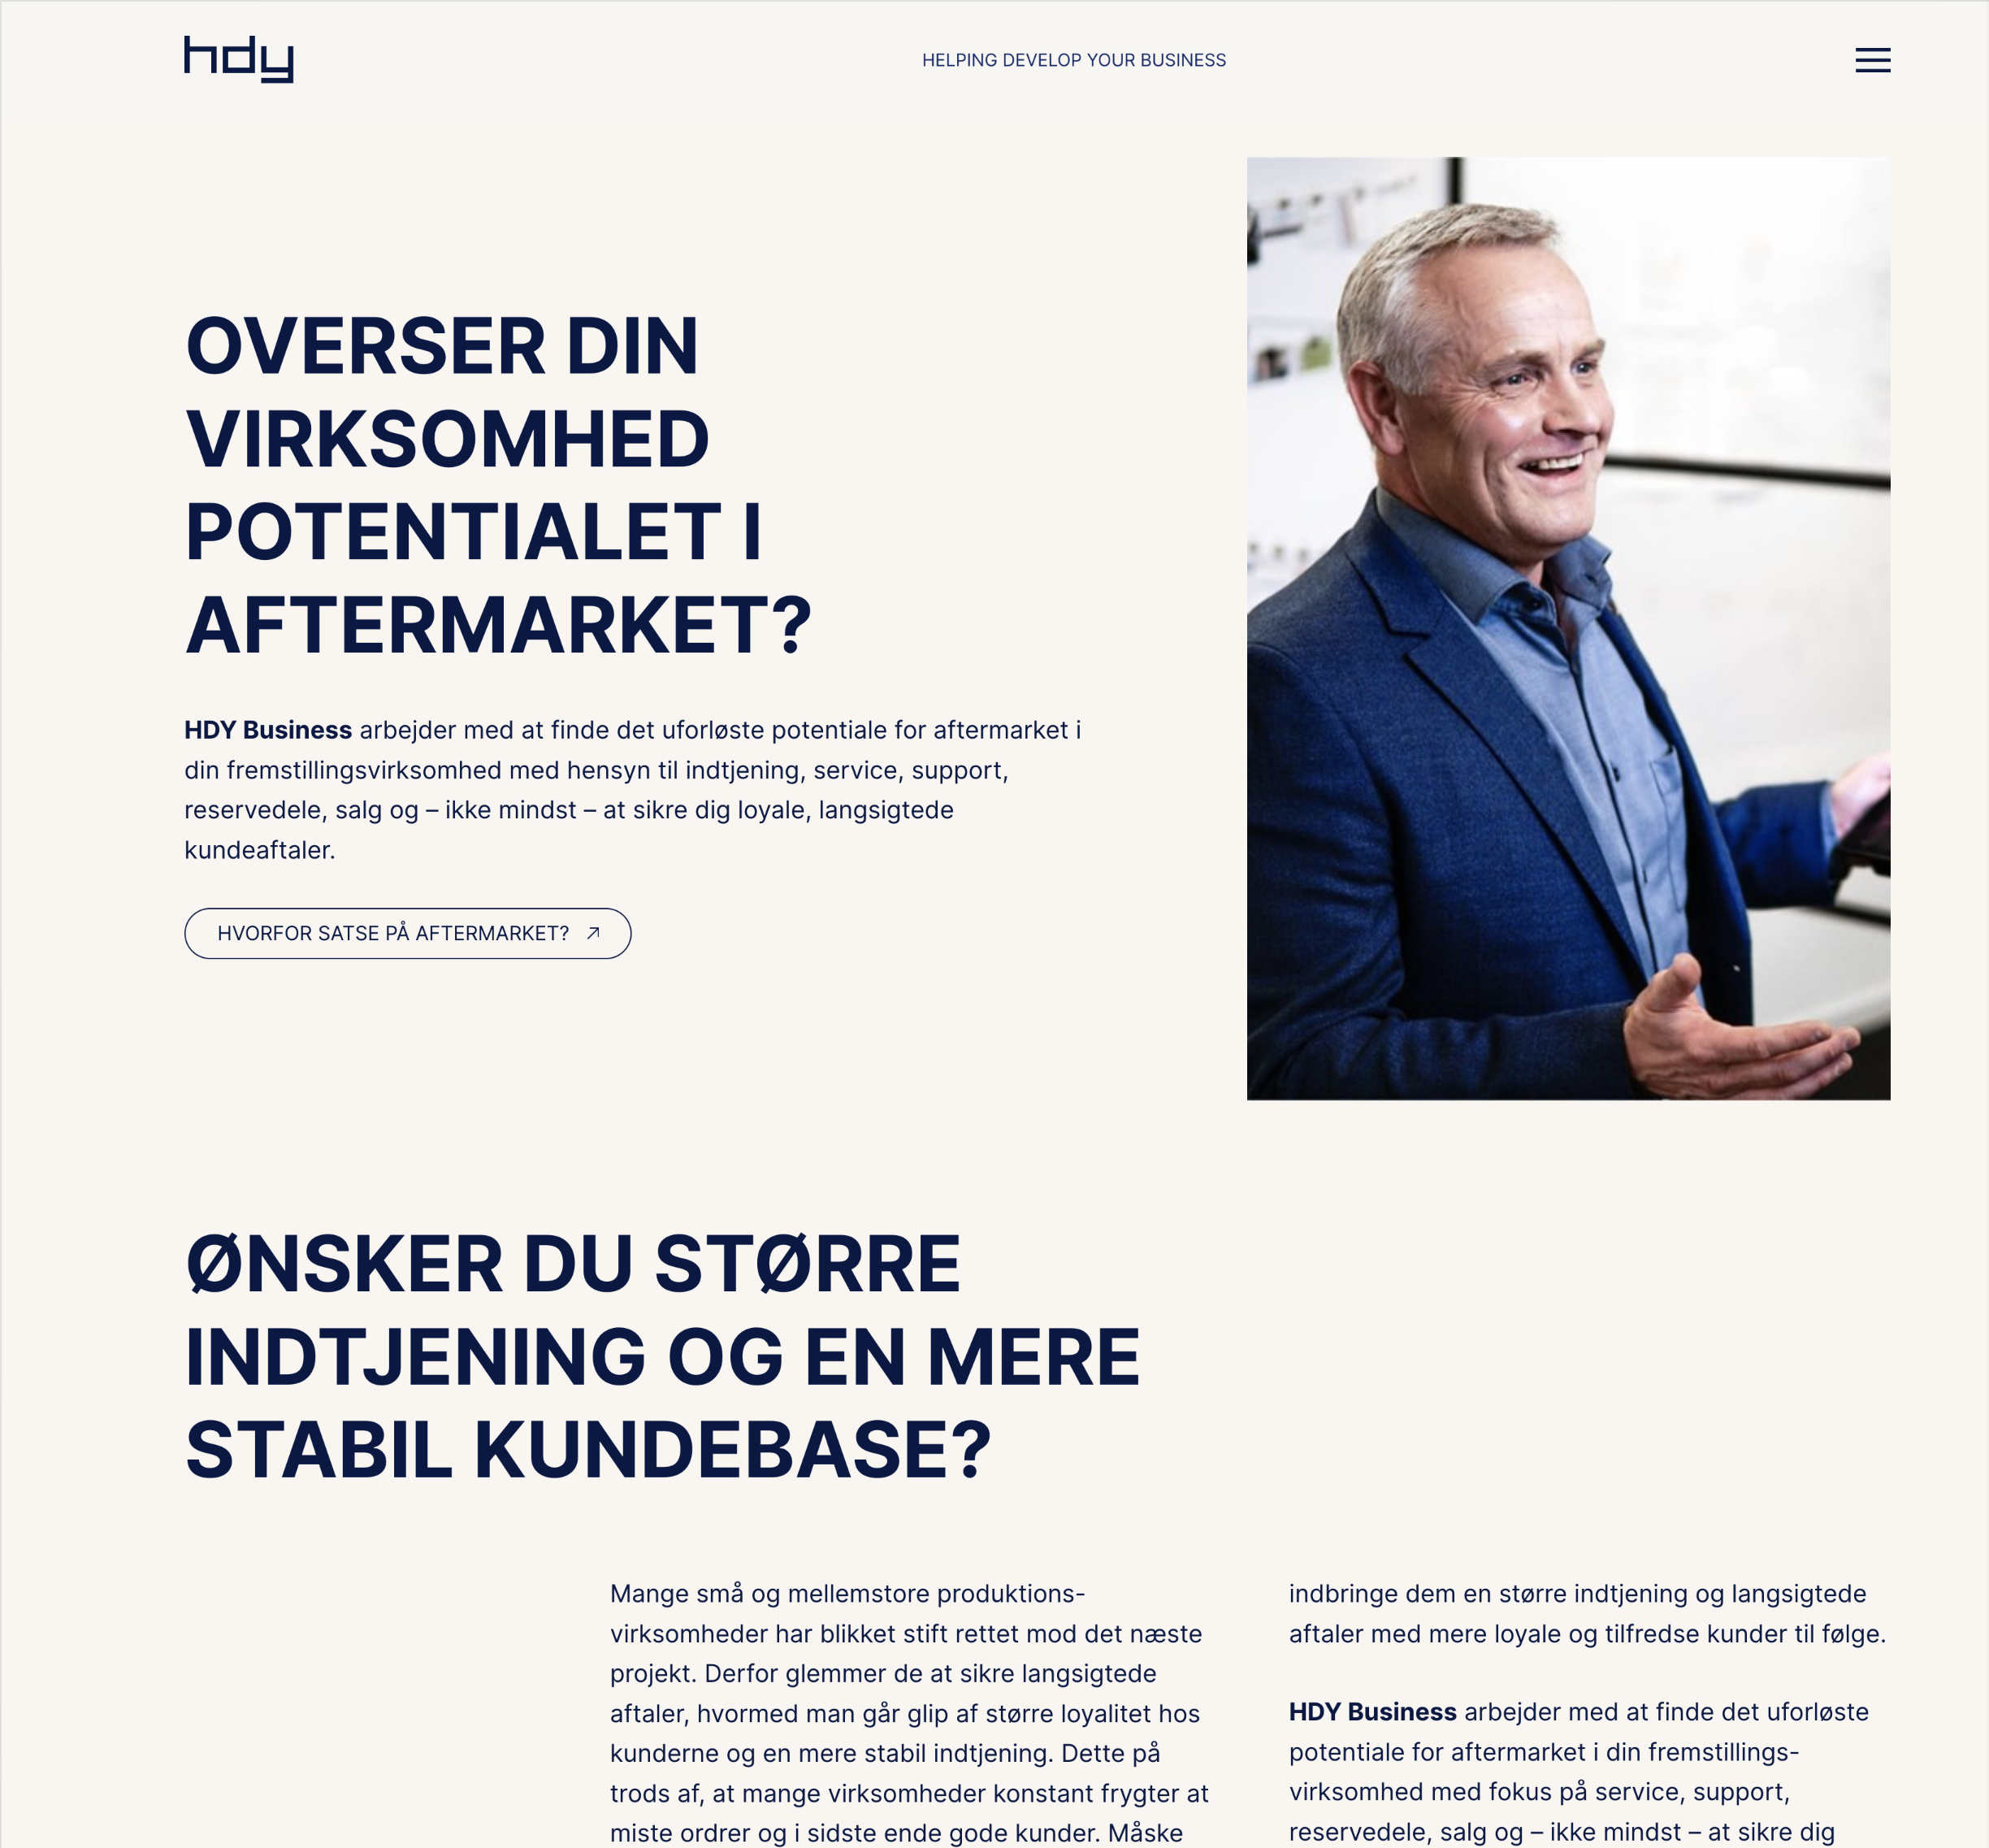 hdy
HELPING DEVELOP YOUR BUSINESS
OVERSER DIN
VIRKSOMHED
POTENTIALET I
AFTERMARKET?
HDY Business arbejder med at finde det uforløste potentiale for aftermarket i
din fremstillingsvirksomhed med hensyn til indtjening, service, support,
reservedele, salg og – ikke mindst – at sikre dig loyale, langsigtede
kundeaftaler.
HVORFOR SATSE PÅ AFTERMARKET?
ØNSKER DU STØRRE
INDTJENING OG EN MERE
STABIL KUNDEBASE?
Mange små og mellemstore produktions-
virksomheder har blikket stift rettet mod det næste
projekt. Derfor glemmer de at sikre langsigtede
aftaler, hvormed man går glip af større loyalitet hos
kunderne og en mere stabil indtjening. Dette på
trods af, at mange virksomheder konstant frygter at
miste ordrer og i sidste ende gode kunder. Måske
indbringe dem en større indtjening og langsigtede
aftaler med mere loyale og tilfredse kunder til følge.
HDY Business arbejder med at finde det uforløste
potentiale for aftermarket i din fremstillings-
virksomhed med fokus på service, support,
reservedele, salg og – ikke mindst – at sikre dig